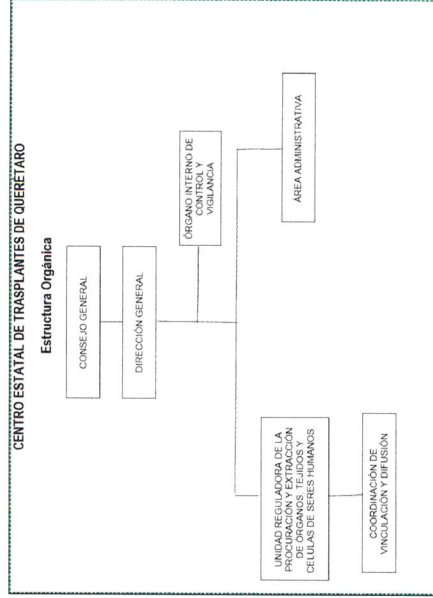 CENTRO ESTATAL DE TRASPLANTES DE QUERÉTARO
Estructura Orgánica
CONSEJO GENERAL
DIRECCIÓN GENERAL
ÓRGANO INTERNO DE
CONTROL Y
VIGILANCIA
UNIDAD REGULADORA DE LA
PROCURACIÓN Y EXTRACCIÓN
DE ÓRGANOS, TEJIDOS Y
CELULAS DE SERES HUMANOS
ÁREA ADMINISTRATIVA
COORDINACIÓN DE
VINCULACIÓN Y DIFUSIÓN